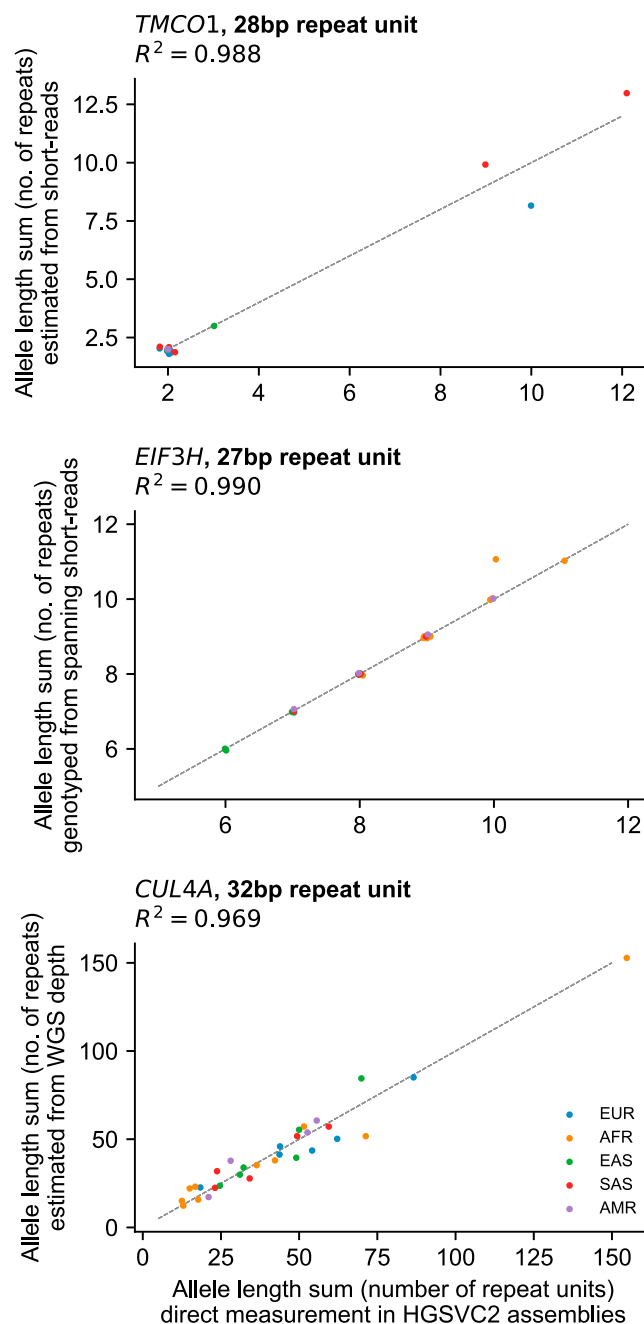 TMCO1, 28bp repeat unit
R² = 0.988
Allele length sum (no. of repeats)
estimated from short-reads
12.5
10.0
7.5
5.0
2.5
2 4 6 8 10 12
EIF3H, 27bp repeat unit
R² = 0.990
Allele length sum (no. of repeats)
genotyped from spanning short-reads
12
10
8
6
6 8 10 12
CUL4A, 32bp repeat unit
R² = 0.969
Allele length sum (no. of repeats)
estimated from WGS depth
150
100
50
0
EUR
AFR
EAS
SAS
AMR
0 25 50 75 100 125 150
Allele length sum (number of repeat units)
direct measurement in HGSVC2 assemblies